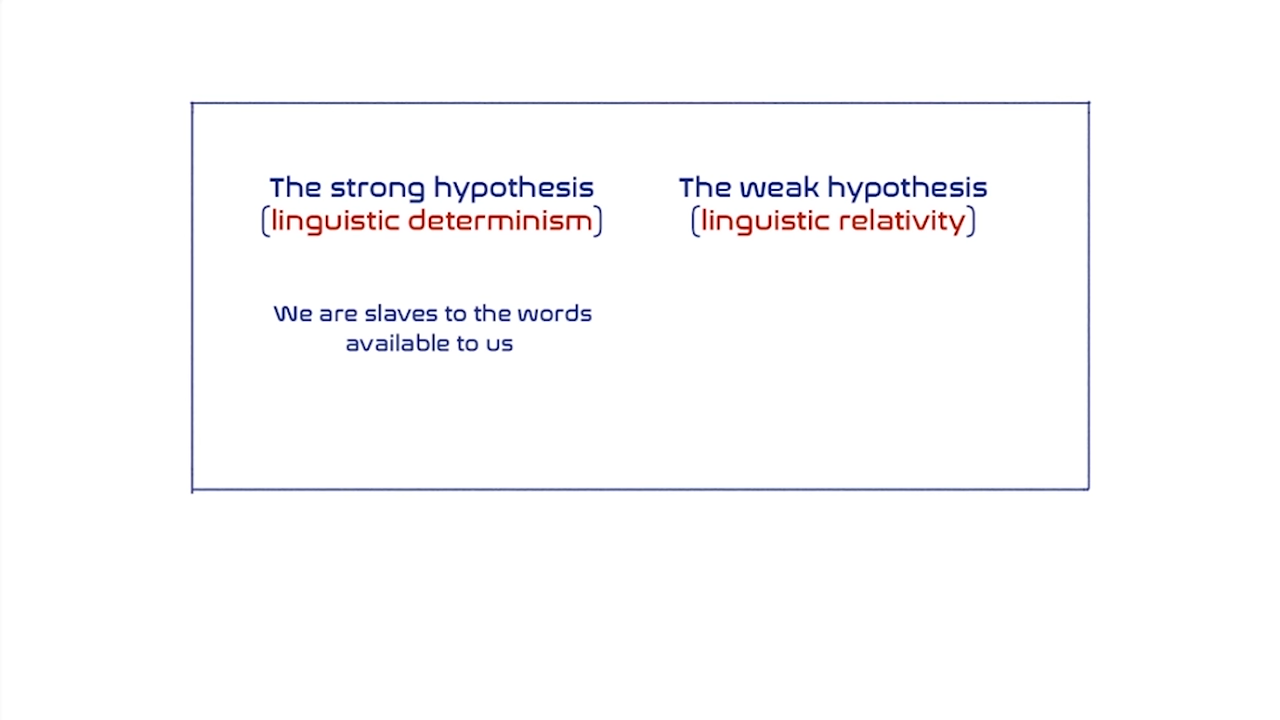 The strong hypothesis
(linguistic determinism)
The weak hypothesis
(linguistic relativity)
We are slaves to the words
available to us